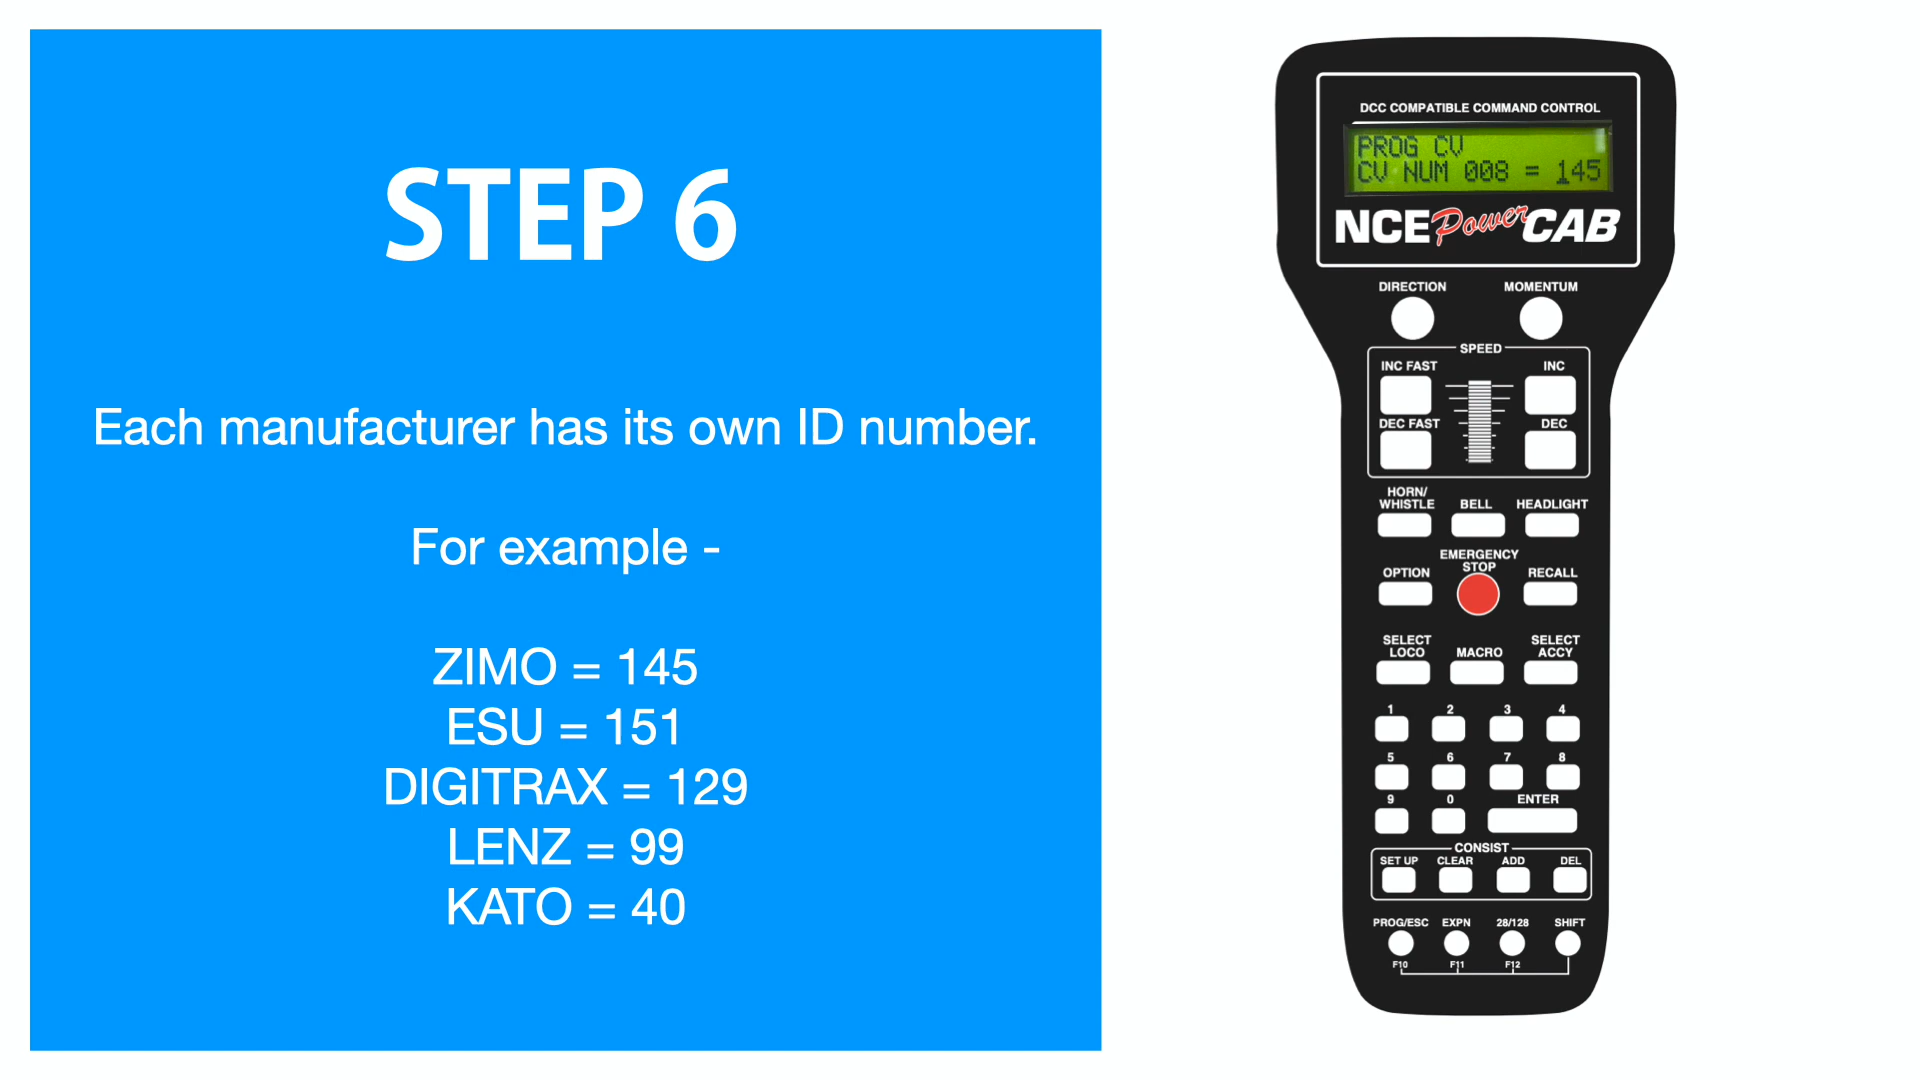 STEP 6
Each manufacturer has its own ID number.
For example -
ZIMO = 145
ESU = 151
DIGITRAX = 129
LENZ = 99
KATO = 40
DCC COMPATIBLE COMMAND CONTROL
PROG CV
CV NUM 008 = 145
NCE Power CAB
DIRECTION MOMENTUM
SPEED
INC FAST INC
DEC FAST DEC
HORN/
WHISTLE BELL HEADLIGHT
EMERGENCY
STOP
OPTION RECALL
SELECT
LOCO MACRO SELECT
ACCY
1 2 3 4
5 6 7 8
9 0 ENTER
CONSIST
SET UP CLEAR ADD DEL
PROG/ESC EXPN 28/128 SHIFT
F10 F11 F12